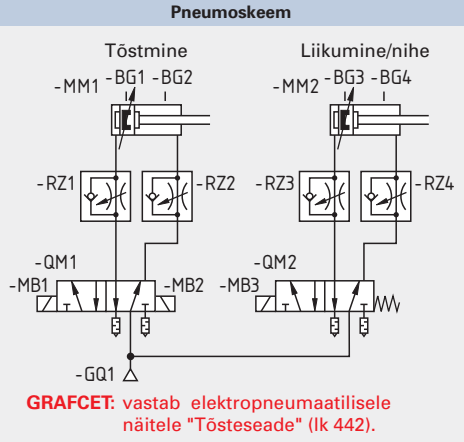 Pneumoskeem
Tõstmine
Liikumine/nihe
-MM1
-BG1 -BG2
-MM2
-BG3 -BG4
-RZ1
-RZ2
-RZ3
-RZ4
-QM1
-QM2
-MB1
-MB2
-MB3
-GQ1
GRAFCET: vastab elektropneumaatilisele
näitele "Tõsteseade" (lk 442).